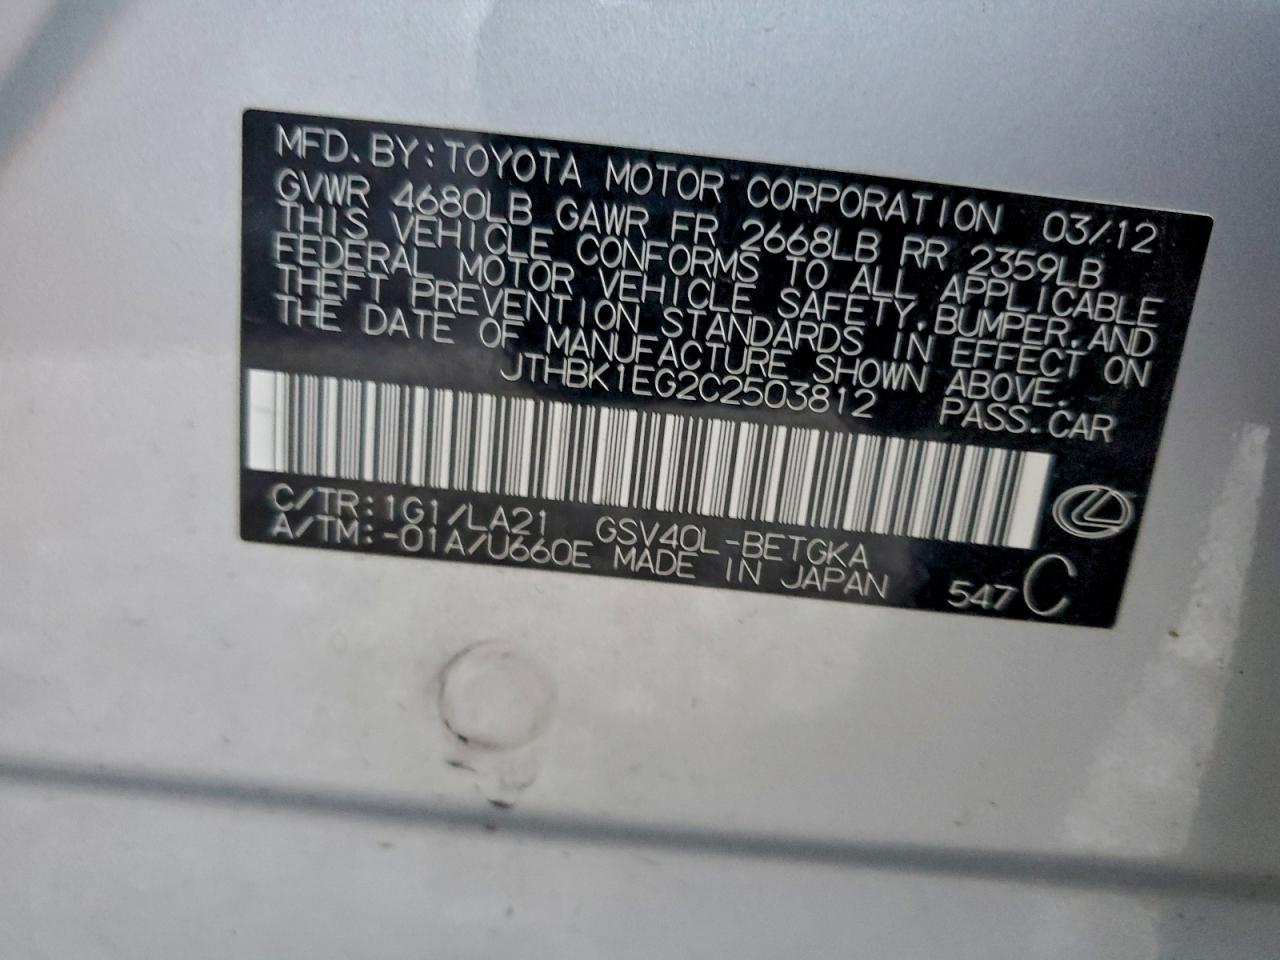 MFD.BY:TOYOTA MOTOR CORPORATION 03/12
GVWR 4680LB GAWR FR 2668LB RR 2359LB
THIS VEHICLE CONFORMS TO ALL APPLICABLE
FEDERAL MOTOR VEHICLE SAFETY,BUMPER,AND
THEFT PREVENTION STANDARDS IN EFFECT ON
THE DATE OF MANUFACTURE SHOWN ABOVE.
JTHBK1EG2C2503812 PASS.CAR
C/TR:1G1/LA21 GSV40L-BETGKA
A/TM:-01A/U660E MADE IN JAPAN 547 C